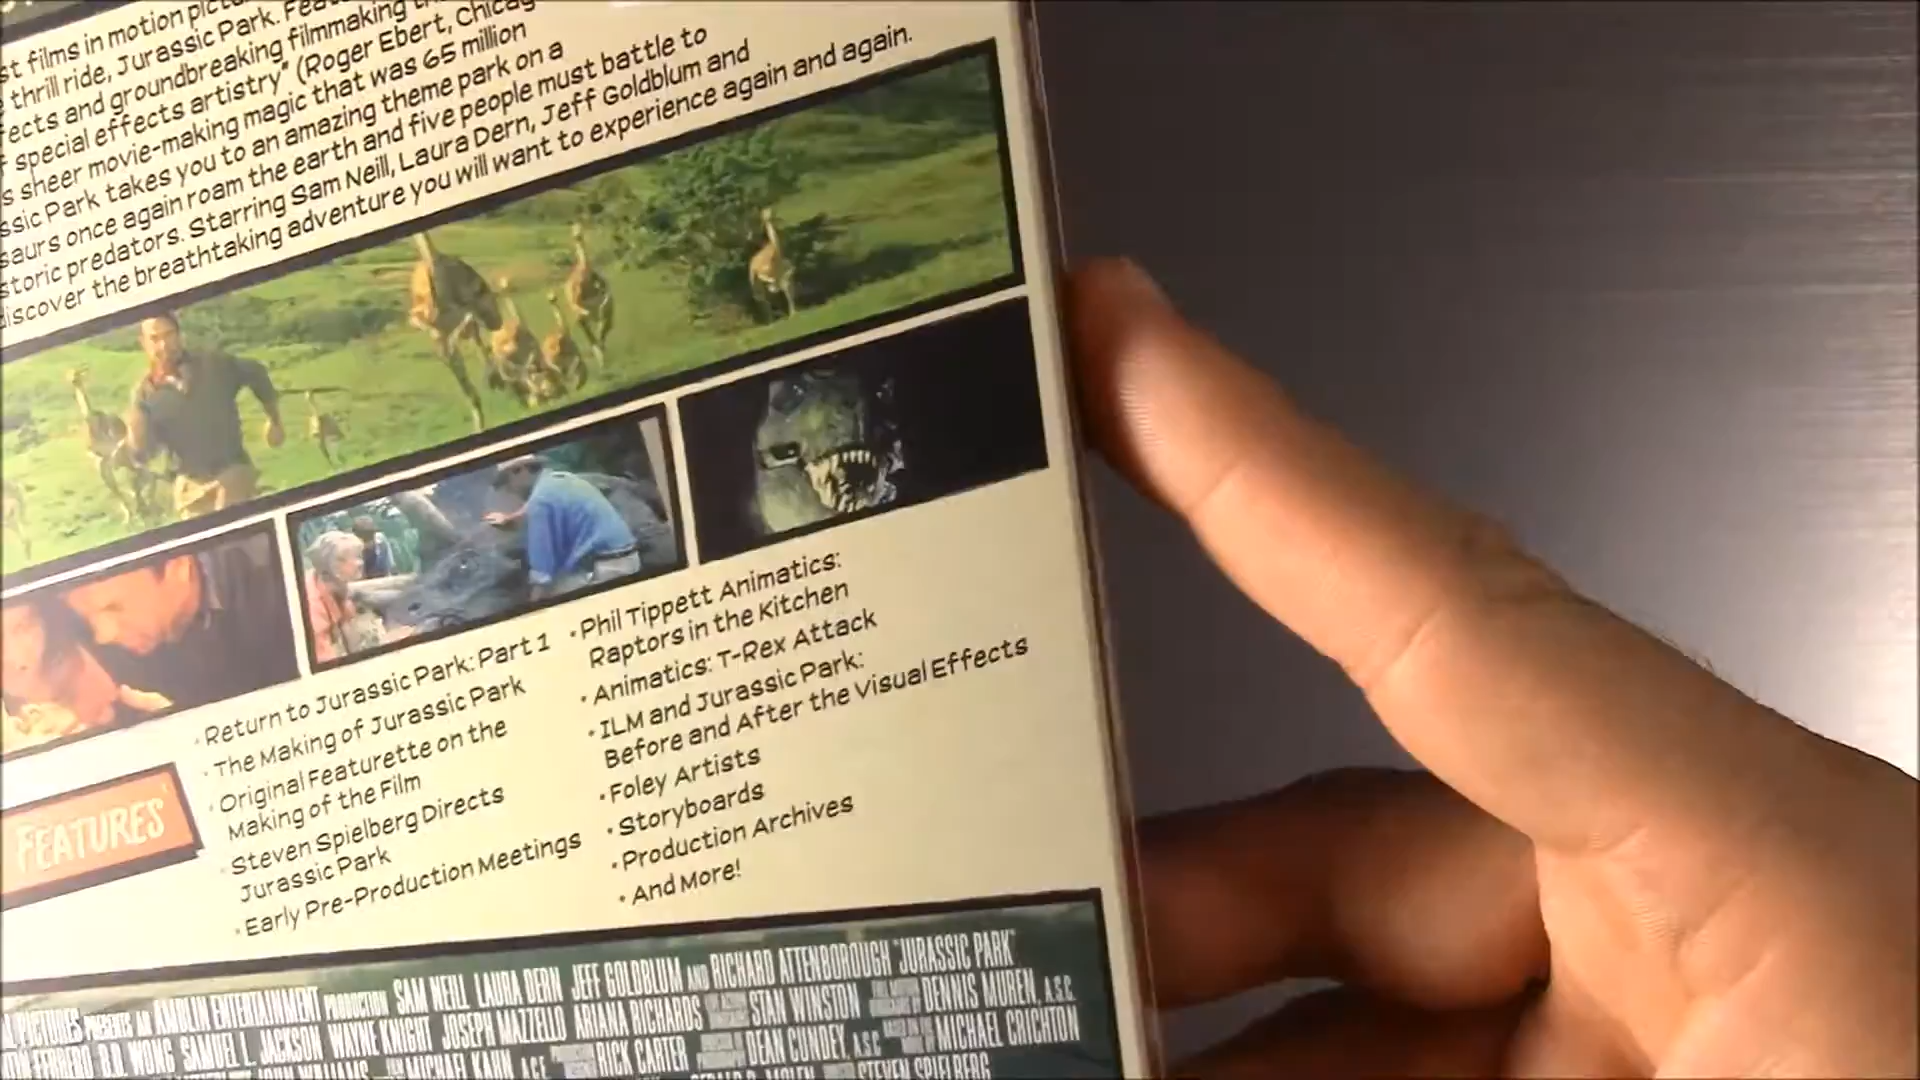 st films in motion pict
thrill ride, Jurassic Park. Feat
fects and groundbreaking filmmaking
special effects artistry" (Roger Ebert, Chicag
s sheer movie-making magic that was 65 million
ssic Park takes you to an amazing theme park on a
saurs once again roam the earth and five people must battle to
storic predators. Starring Sam Neill, Laura Dern, Jeff Goldblum and
discover the breathtaking adventure you will want to experience again and again.
FEATURES
• Return to Jurassic Park: Part 1
• The Making of Jurassic Park
• Original Featurette on the
Making of the Film
• Steven Spielberg Directs
Jurassic Park
• Early Pre-Production Meetings
• Phil Tippett Animatics:
Raptors in the Kitchen
• Animatics: T-Rex Attack
• ILM and Jurassic Park:
Before and After the Visual Effects
• Foley Artists
• Storyboards
• Production Archives
• And More!
PICTURES PRESENTS AN AMBLIN ENTERTAINMENT PRODUCTION SAM NEILL LAURA DERN JEFF GOLDBLUM AND RICHARD ATTENBOROUGH "JURASSIC PARK"
FERRERO B.D. WONG SAMUEL L. JACKSON WAYNE KNIGHT JOSEPH MAZZELLO ARIANA RICHARDS STAN WINSTON DENNIS MUREN, A.S.C.
MICHAEL KAHN, A.C.E. RICK CARTER DEAN CUNDEY, A.S.C. MICHAEL CRICHTON
GERALD R. MOLEN STEVEN SPIELBERG